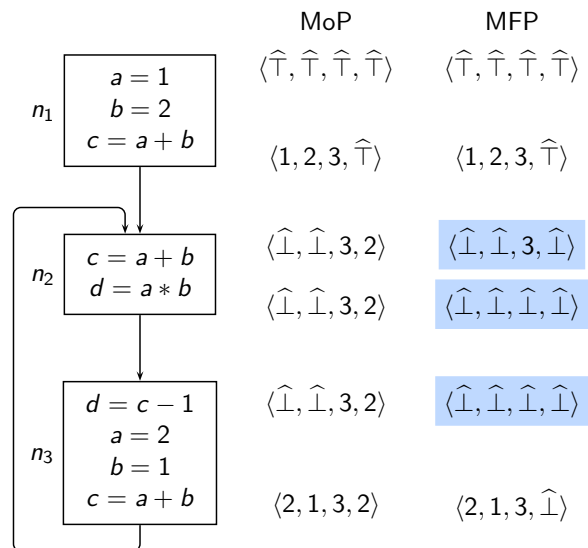 MoP MFP
⟨⊤̂, ⊤̂, ⊤̂, ⊤̂⟩ ⟨⊤̂, ⊤̂, ⊤̂, ⊤̂⟩
a = 1
b = 2
n₁
c = a + b
⟨1, 2, 3, ⊤̂⟩ ⟨1, 2, 3, ⊤̂⟩
c = a + b ⟨⊥̂, ⊥̂, 3, 2⟩ ⟨⊥̂, ⊥̂, 3, ⊥̂⟩
n₂
d = a ∗ b ⟨⊥̂, ⊥̂, 3, 2⟩ ⟨⊥̂, ⊥̂, ⊥̂, ⊥̂⟩
d = c − 1 ⟨⊥̂, ⊥̂, 3, 2⟩ ⟨⊥̂, ⊥̂, ⊥̂, ⊥̂⟩
a = 2
n₃
b = 1
c = a + b ⟨2, 1, 3, 2⟩ ⟨2, 1, 3, ⊥̂⟩